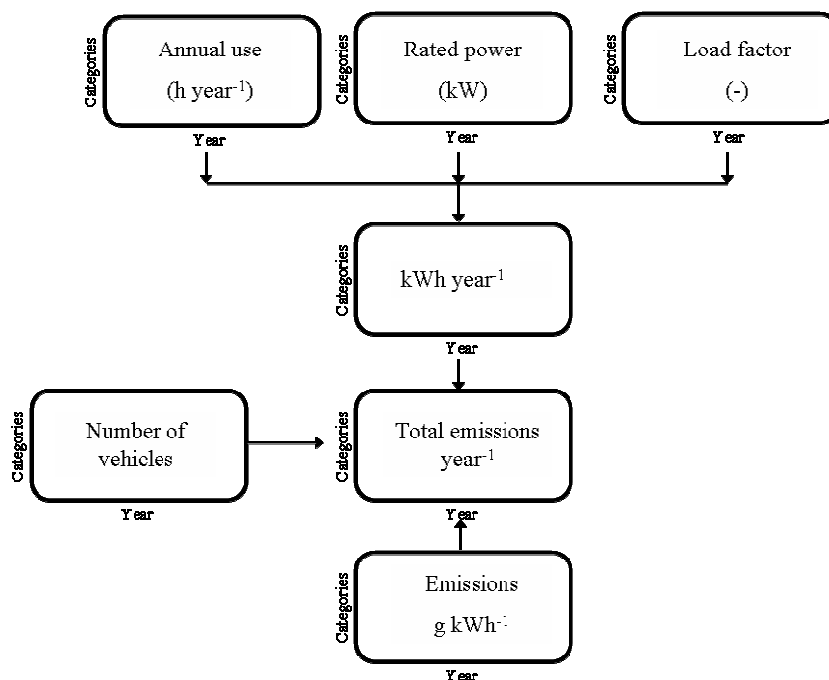 Categories
Annual use
(h year⁻¹)
Year
Categories
Rated power
(kW)
Year
Categories
Load factor
(-)
Year
Categories
kWh year⁻¹
Year
Categories
Number of
vehicles
Year
Categories
Total emissions
year⁻¹
Year
Categories
Emissions
g kWh⁻¹
Year